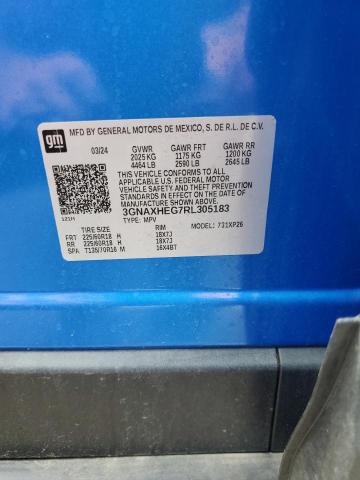 gm
MFD BY GENERAL MOTORS DE MEXICO, S. DE R.L. DE C.V.
03/24 GVWR GAWR FRT GAWR RR
2025 KG 1175 KG 1200 KG
4464 LB 2590 LB 2645 LB
THIS VEHICLE CONFORMS TO ALL
APPLICABLE U.S. FEDERAL MOTOR
VEHICLE SAFETY, BUMPER, AND
THEFT PREVENTION STANDARDS
IN EFFECT ON THE DATE OF
MANUFACTURE SHOWN ABOVE.
3GNAXHEG7RL305183
121H TYPE: MPV
TIRE SIZE RIM MODEL: 731XP26
FRT 225/60R18 H 18X7J
RR 225/60R18 H 18X7J
SPA T135/70R16 M 16X4BT